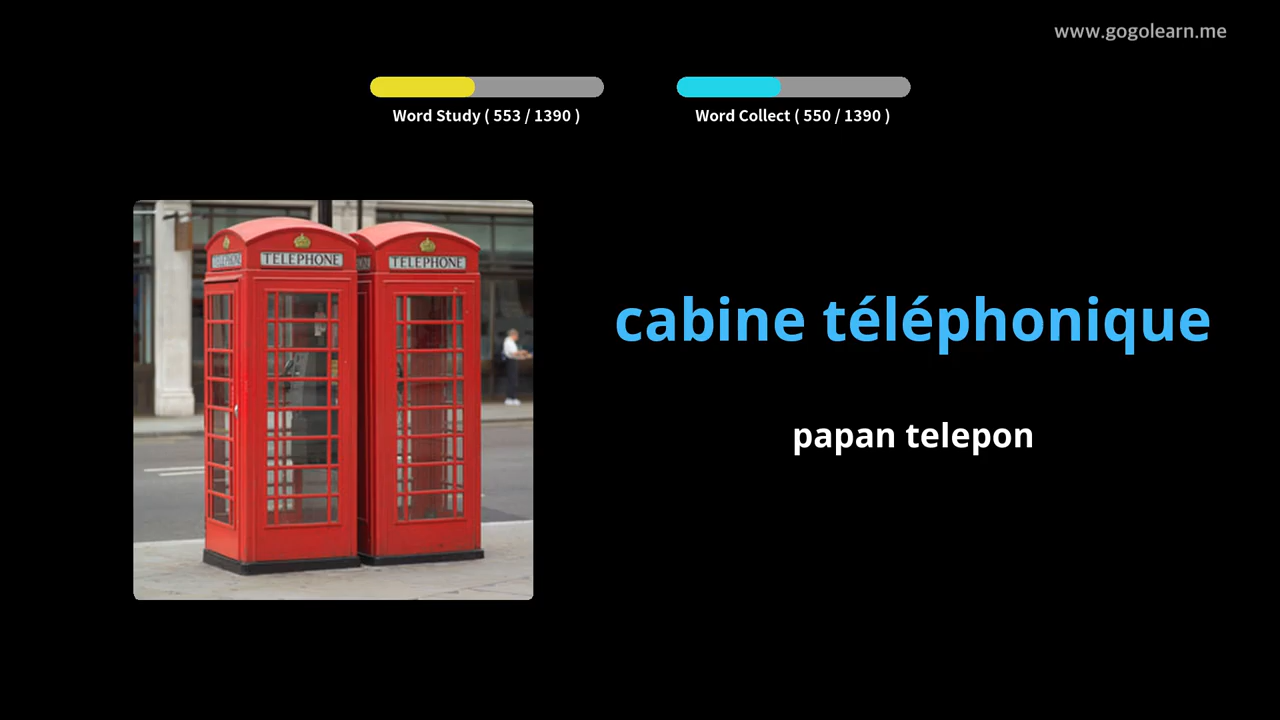 www.gogolearn.me
Word Study ( 553 / 1390 )
Word Collect ( 550 / 1390 )
TELEPHONE
TELEPHONE
cabine téléphonique
papan telepon